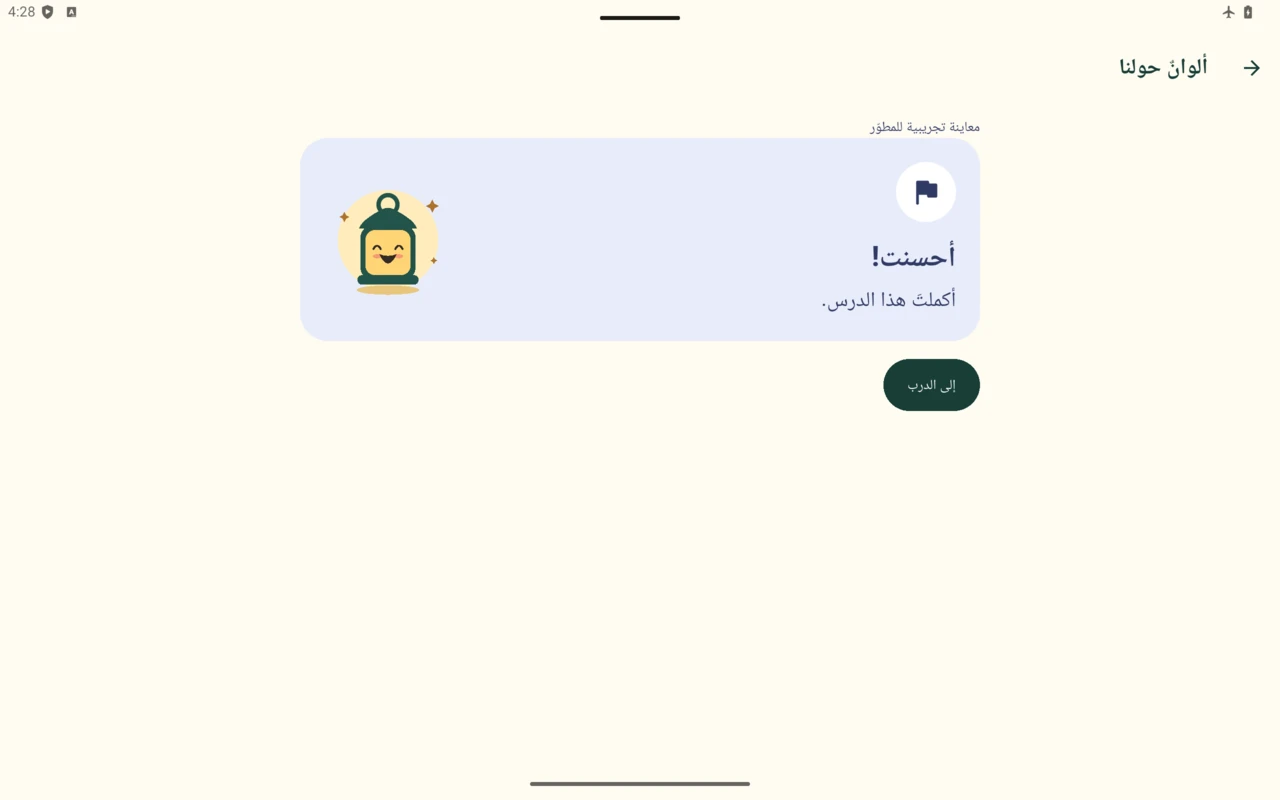 4:28
ألوانٌ حولنا
معاينة تجريبية للمطوّر
أحسنت!
أكملتَ هذا الدرس.
إلى الدرب